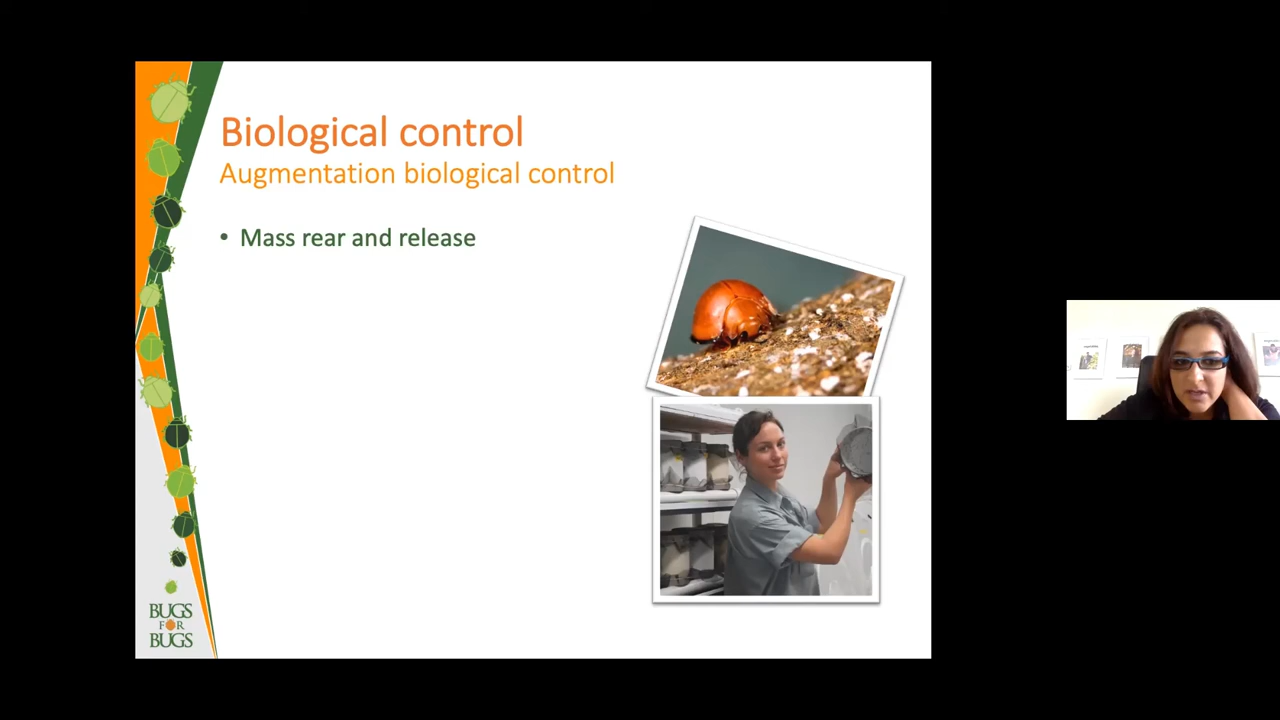 Biological control
Augmentation biological control
• Mass rear and release
BUGS
FOR
BUGS